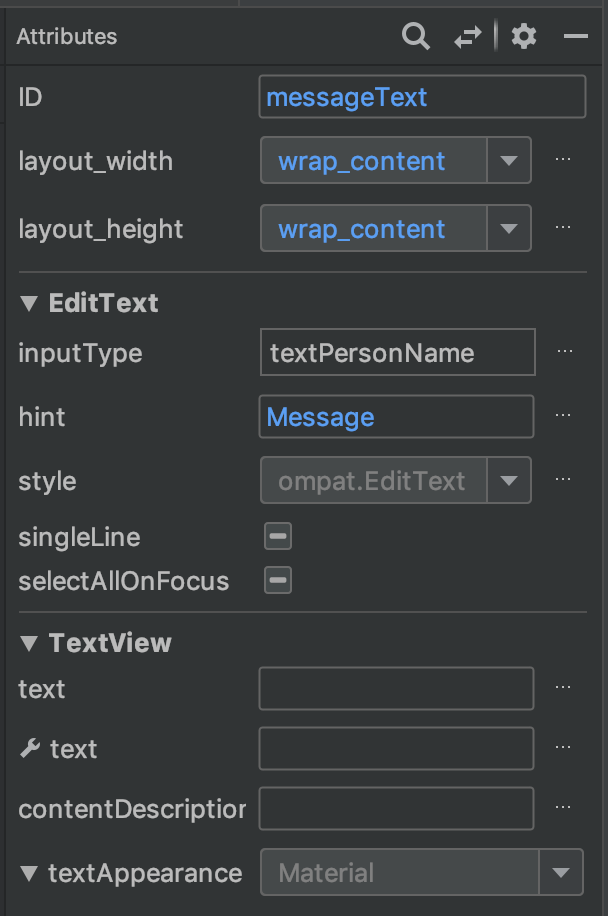 Attributes
ID messageText
layout_width wrap_content ...
layout_height wrap_content ...
EditText
inputType textPersonName ...
hint Message ...
style ompat.EditText ...
singleLine
selectAllOnFocus
TextView
text ...
text ...
contentDescription ...
textAppearance Material